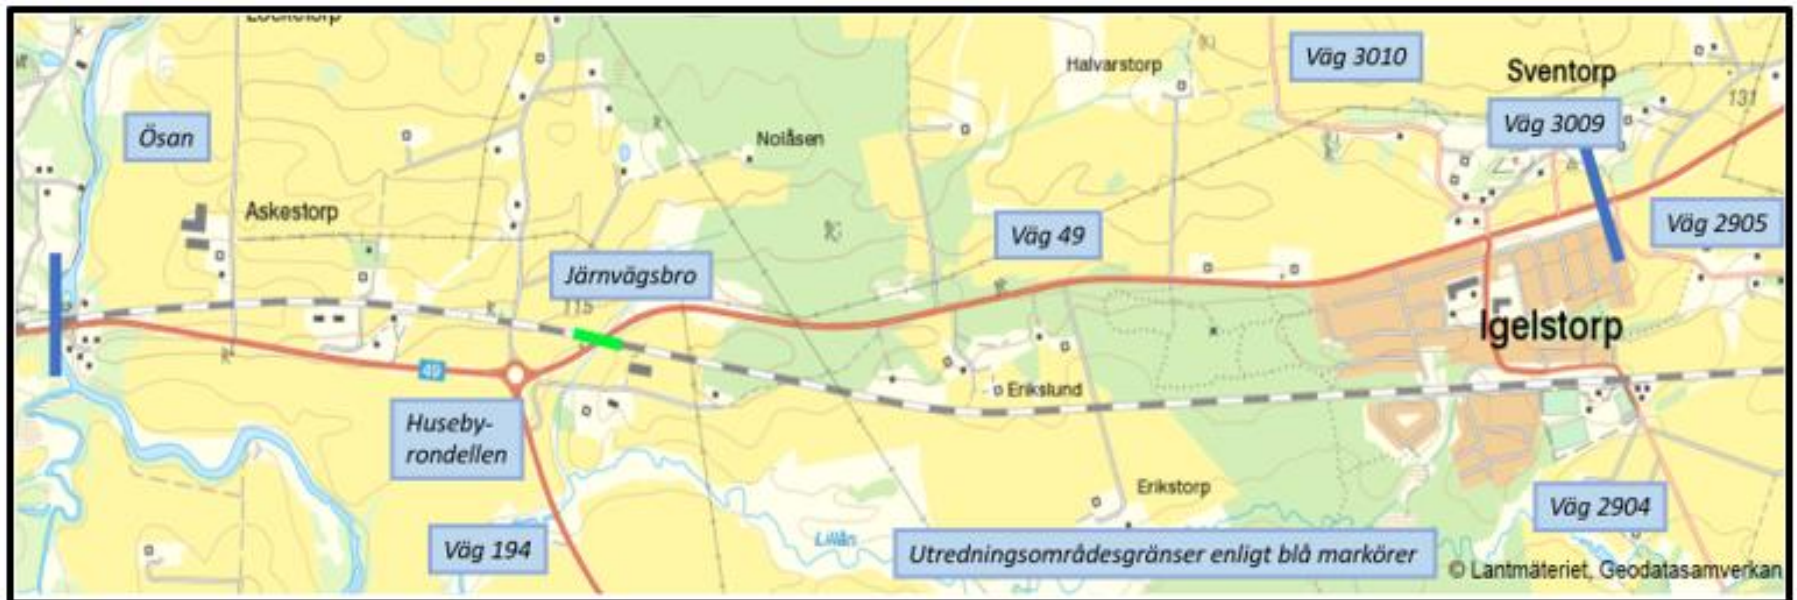 Halvarstorp
Väg 3010
Sventorp
131
Väg 3009
Ösan
Nolåsen
Askestorp
Väg 49
Väg 2905
Järnvägsbro
115
Igelstorp
49
Erikslund
Huseby-
rondellen
Erikstorp
Väg 2904
Väg 194
Lillån
Utredningsområdesgränser enligt blå markörer
© Lantmäteriet, Geodatasamverkan